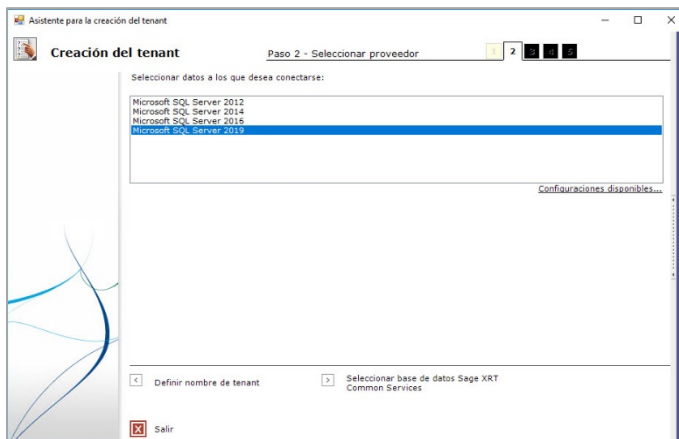 Asistente para la creación del tenant
Creación del tenant
Paso 2 - Seleccionar proveedor
1 2 3 4 5
Seleccionar datos a los que desea conectarse:
Microsoft SQL Server 2012
Microsoft SQL Server 2014
Microsoft SQL Server 2016
Microsoft SQL Server 2019
Configuraciones disponibles...
< Definir nombre de tenant
> Seleccionar base de datos Sage XRT
Common Services
X Salir